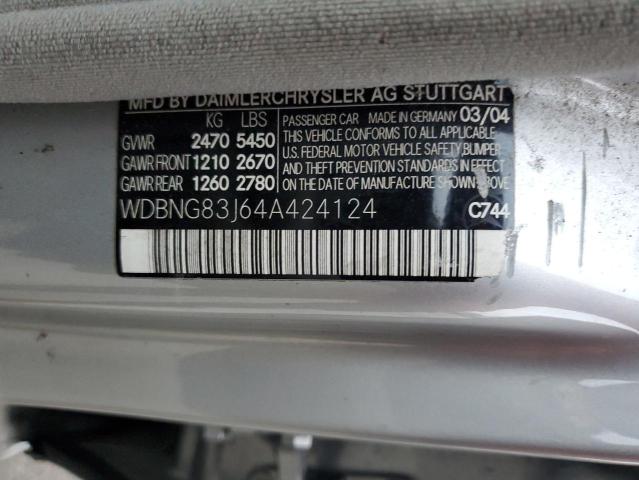 MFD BY DAIMLERCHRYSLER AG STUTTGART
KG LBS
GVWR 2470 5450
GAWR FRONT 1210 2670
GAWR REAR 1260 2780
PASSENGER CAR MADE IN GERMANY 03/04
THIS VEHICLE CONFORMS TO ALL APPLICABLE
U.S. FEDERAL MOTOR VEHICLE SAFETY, BUMPER
AND THEFT PREVENTION STANDARDS IN EFFECT
ON THE DATE OF MANUFACTURE SHOWN ABOVE.
WDBNG83J64A424124 C744